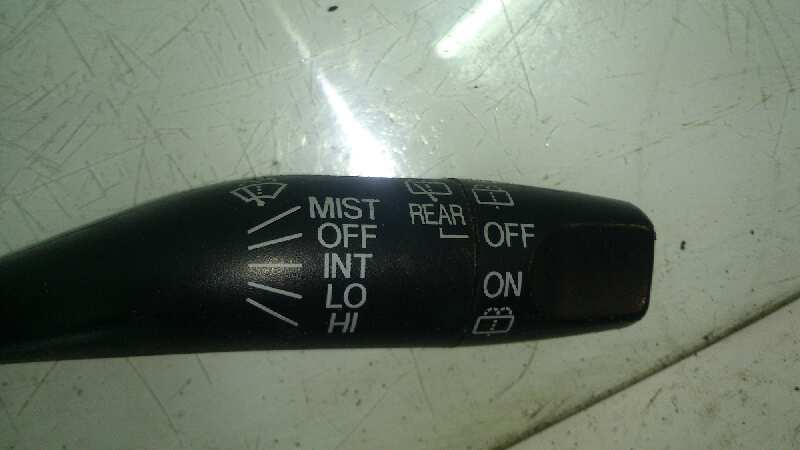 MIST
OFF
INT
LO
HI
REAR
OFF
ON